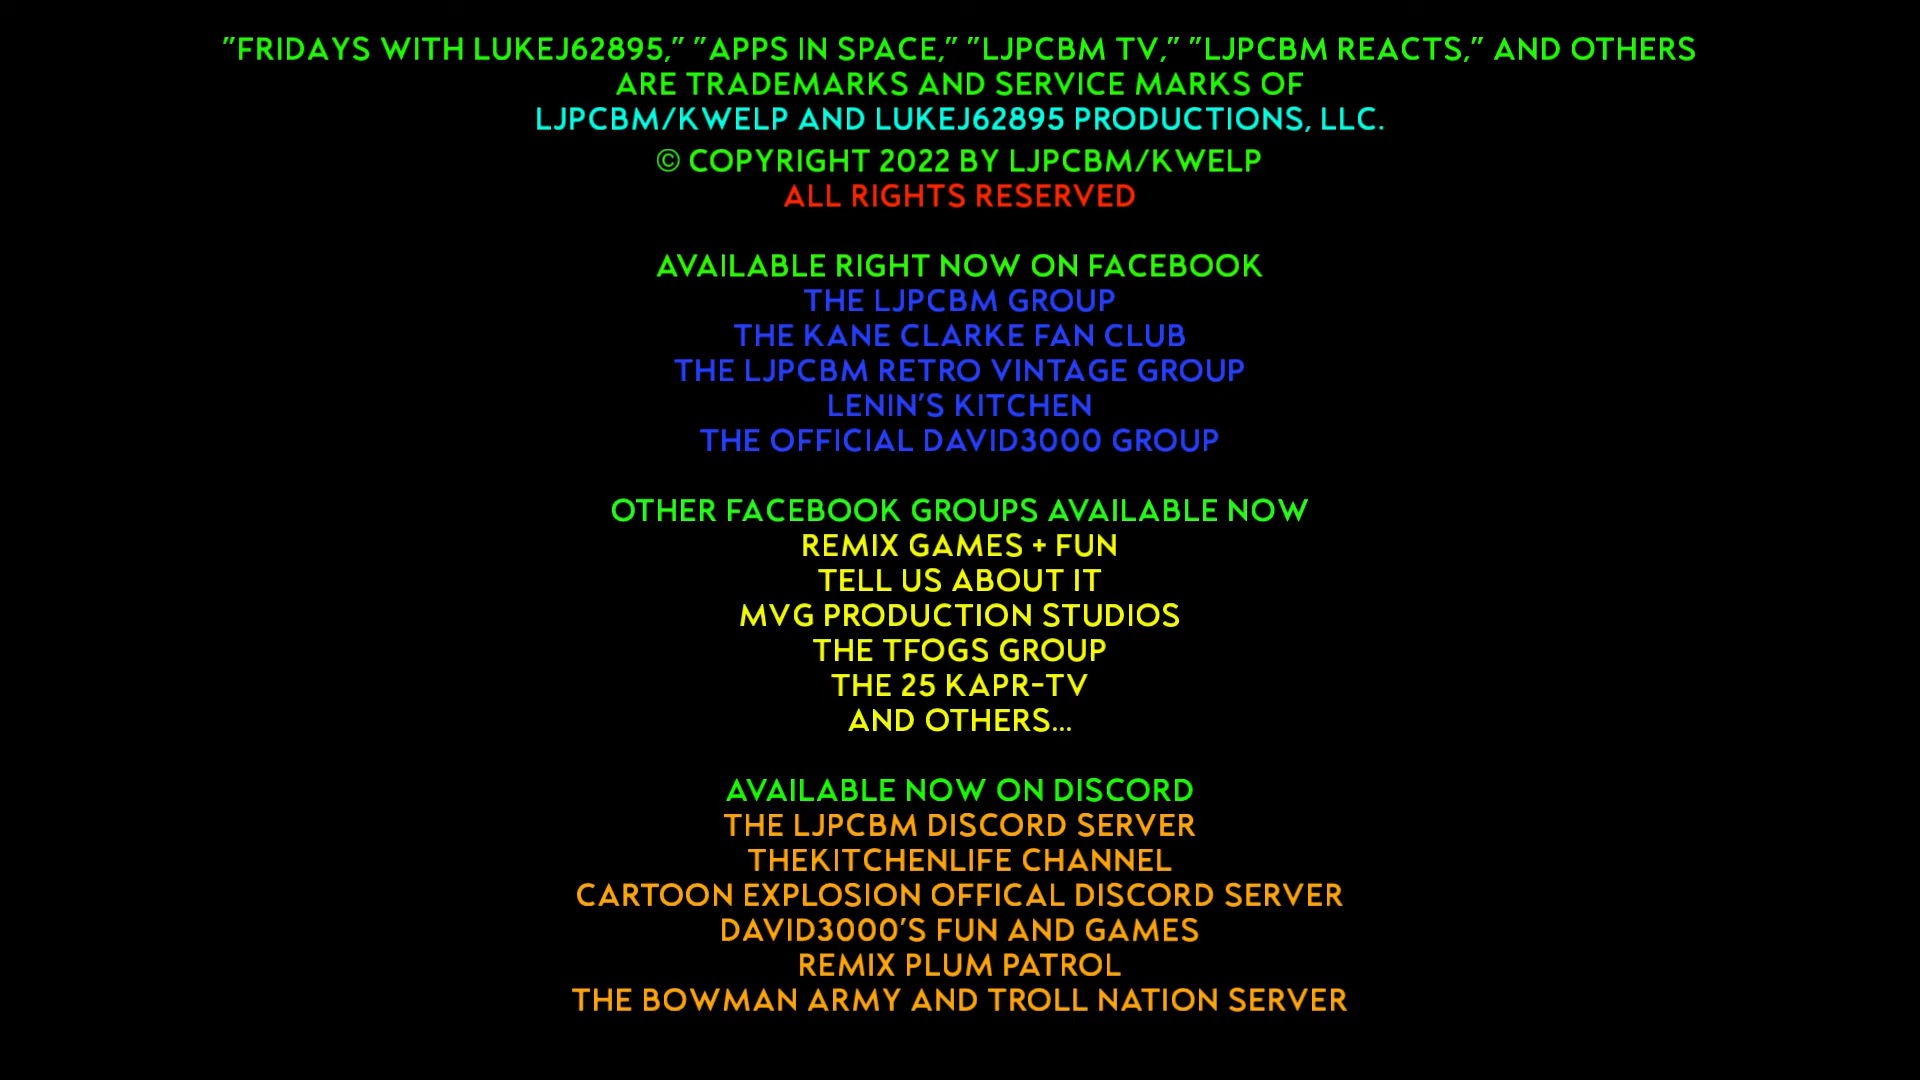 "FRIDAYS WITH LUKEJ62895," "APPS IN SPACE," "LJPCBM TV," "LJPCBM REACTS," AND OTHERS
ARE TRADEMARKS AND SERVICE MARKS OF
LJPCBM/KWELP AND LUKEJ62895 PRODUCTIONS, LLC.
© COPYRIGHT 2022 BY LJPCBM/KWELP
ALL RIGHTS RESERVED
AVAILABLE RIGHT NOW ON FACEBOOK
THE LJPCBM GROUP
THE KANE CLARKE FAN CLUB
THE LJPCBM RETRO VINTAGE GROUP
LENIN'S KITCHEN
THE OFFICIAL DAVID3000 GROUP
OTHER FACEBOOK GROUPS AVAILABLE NOW
REMIX GAMES + FUN
TELL US ABOUT IT
MVG PRODUCTION STUDIOS
THE TFOGS GROUP
THE 25 KAPR-TV
AND OTHERS...
AVAILABLE NOW ON DISCORD
THE LJPCBM DISCORD SERVER
THEKITCHENLIFE CHANNEL
CARTOON EXPLOSION OFFICAL DISCORD SERVER
DAVID3000'S FUN AND GAMES
REMIX PLUM PATROL
THE BOWMAN ARMY AND TROLL NATION SERVER